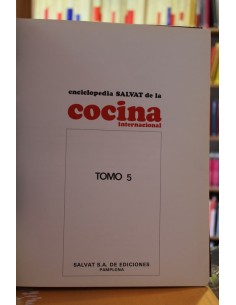 enciclopedia SALVAT de la
cocina
internacional
TOMO 5
SALVAT S.A. DE EDICIONES
PAMPLONA